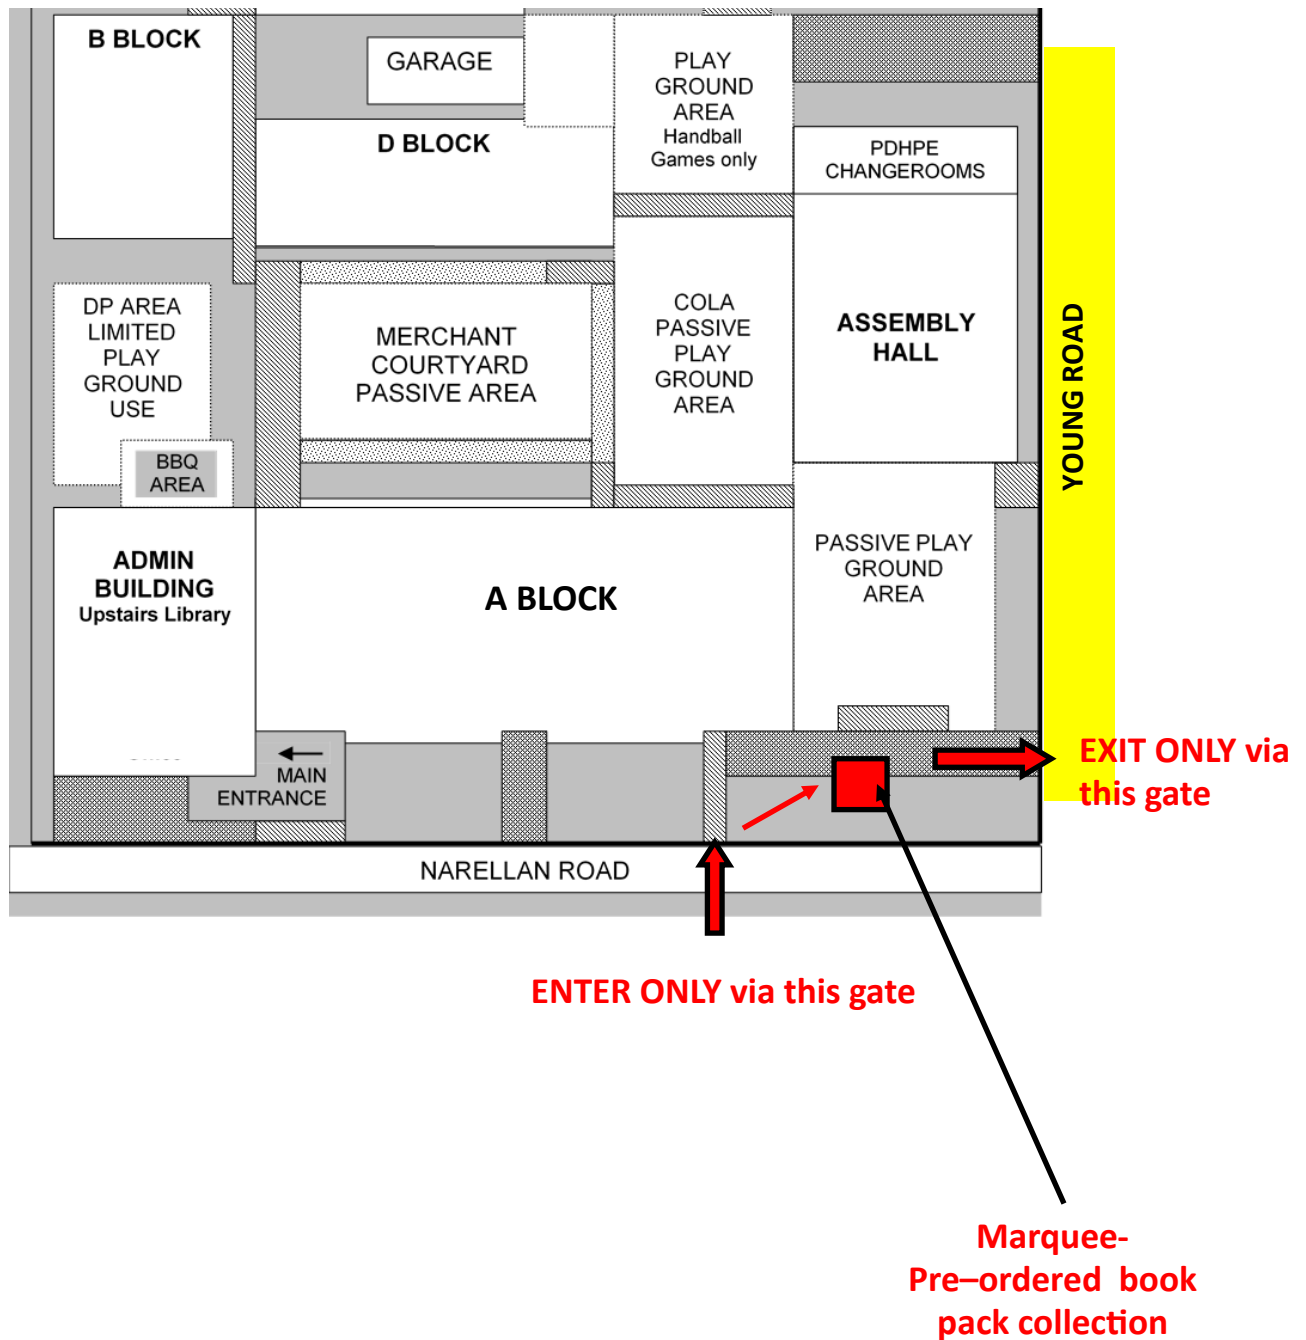 B BLOCK
GARAGE
PLAY
GROUND
AREA
Handball
Games only
D BLOCK
PDHPE
CHANGEROOMS
DP AREA
LIMITED
PLAY
GROUND
USE
MERCHANT
COURTYARD
PASSIVE AREA
COLA
PASSIVE
PLAY
GROUND
AREA
ASSEMBLY
HALL
YOUNG ROAD
BBQ
AREA
ADMIN
BUILDING
Upstairs Library
A BLOCK
PASSIVE PLAY
GROUND
AREA
MAIN
ENTRANCE
EXIT ONLY via
this gate
NARELLAN ROAD
ENTER ONLY via this gate
Marquee-
Pre–ordered book
pack collection